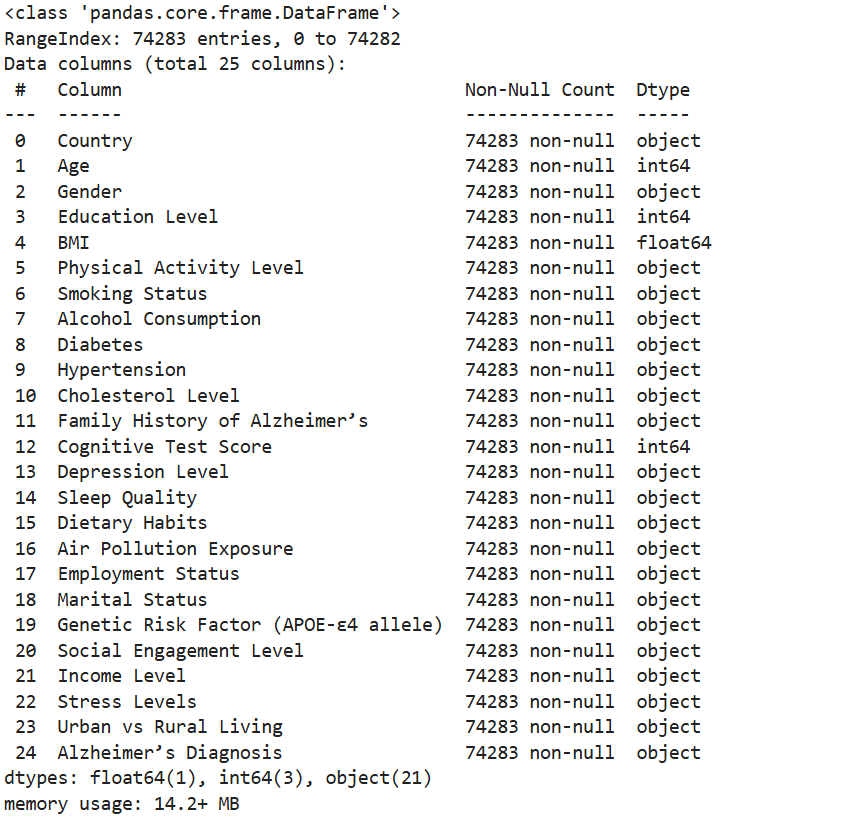 <class 'pandas.core.frame.DataFrame'>
RangeIndex: 74283 entries, 0 to 74282
Data columns (total 25 columns):
 #   Column                                Non-Null Count  Dtype
---  ------                                --------------  -----
 0   Country                               74283 non-null  object
 1   Age                                   74283 non-null  int64
 2   Gender                                74283 non-null  object
 3   Education Level                       74283 non-null  int64
 4   BMI                                   74283 non-null  float64
 5   Physical Activity Level               74283 non-null  object
 6   Smoking Status                        74283 non-null  object
 7   Alcohol Consumption                   74283 non-null  object
 8   Diabetes                              74283 non-null  object
 9   Hypertension                          74283 non-null  object
 10  Cholesterol Level                     74283 non-null  object
 11  Family History of Alzheimer’s         74283 non-null  object
 12  Cognitive Test Score                  74283 non-null  int64
 13  Depression Level                      74283 non-null  object
 14  Sleep Quality                         74283 non-null  object
 15  Dietary Habits                        74283 non-null  object
 16  Air Pollution Exposure                74283 non-null  object
 17  Employment Status                     74283 non-null  object
 18  Marital Status                        74283 non-null  object
 19  Genetic Risk Factor (APOE-ε4 allele)  74283 non-null  object
 20  Social Engagement Level               74283 non-null  object
 21  Income Level                          74283 non-null  object
 22  Stress Levels                         74283 non-null  object
 23  Urban vs Rural Living                 74283 non-null  object
 24  Alzheimer’s Diagnosis                 74283 non-null  object
dtypes: float64(1), int64(3), object(21)
memory usage: 14.2+ MB